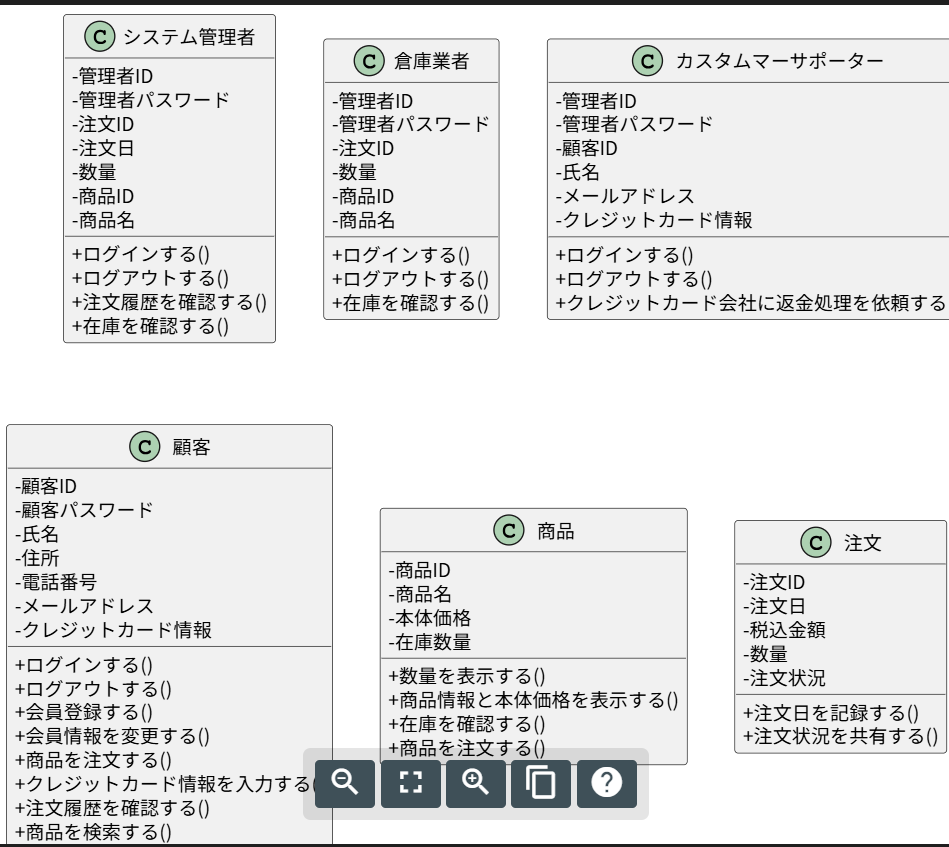 C システム管理者
-管理者ID
-管理者パスワード
-注文ID
-注文日
-数量
-商品ID
-商品名
+ログインする()
+ログアウトする()
+注文履歴を確認する()
+在庫を確認する()
C 倉庫業者
-管理者ID
-管理者パスワード
-注文ID
-数量
-商品ID
-商品名
+ログインする()
+ログアウトする()
+在庫を確認する()
C カスタムマーサポーター
-管理者ID
-管理者パスワード
-顧客ID
-氏名
-メールアドレス
-クレジットカード情報
+ログインする()
+ログアウトする()
+クレジットカード会社に返金処理を依頼する
C 顧客
-顧客ID
-顧客パスワード
-氏名
-住所
-電話番号
-メールアドレス
-クレジットカード情報
+ログインする()
+ログアウトする()
+会員登録する()
+会員情報を変更する()
+商品を注文する()
+クレジットカード情報を入力する(
+注文履歴を確認する()
+商品を検索する()
C 商品
-商品ID
-商品名
-本体価格
-在庫数量
+数量を表示する()
+商品情報と本体価格を表示する()
+在庫を確認する()
+商品を注文する()
C 注文
-注文ID
-注文日
-税込金額
-数量
-注文状況
+注文日を記録する()
+注文状況を共有する()